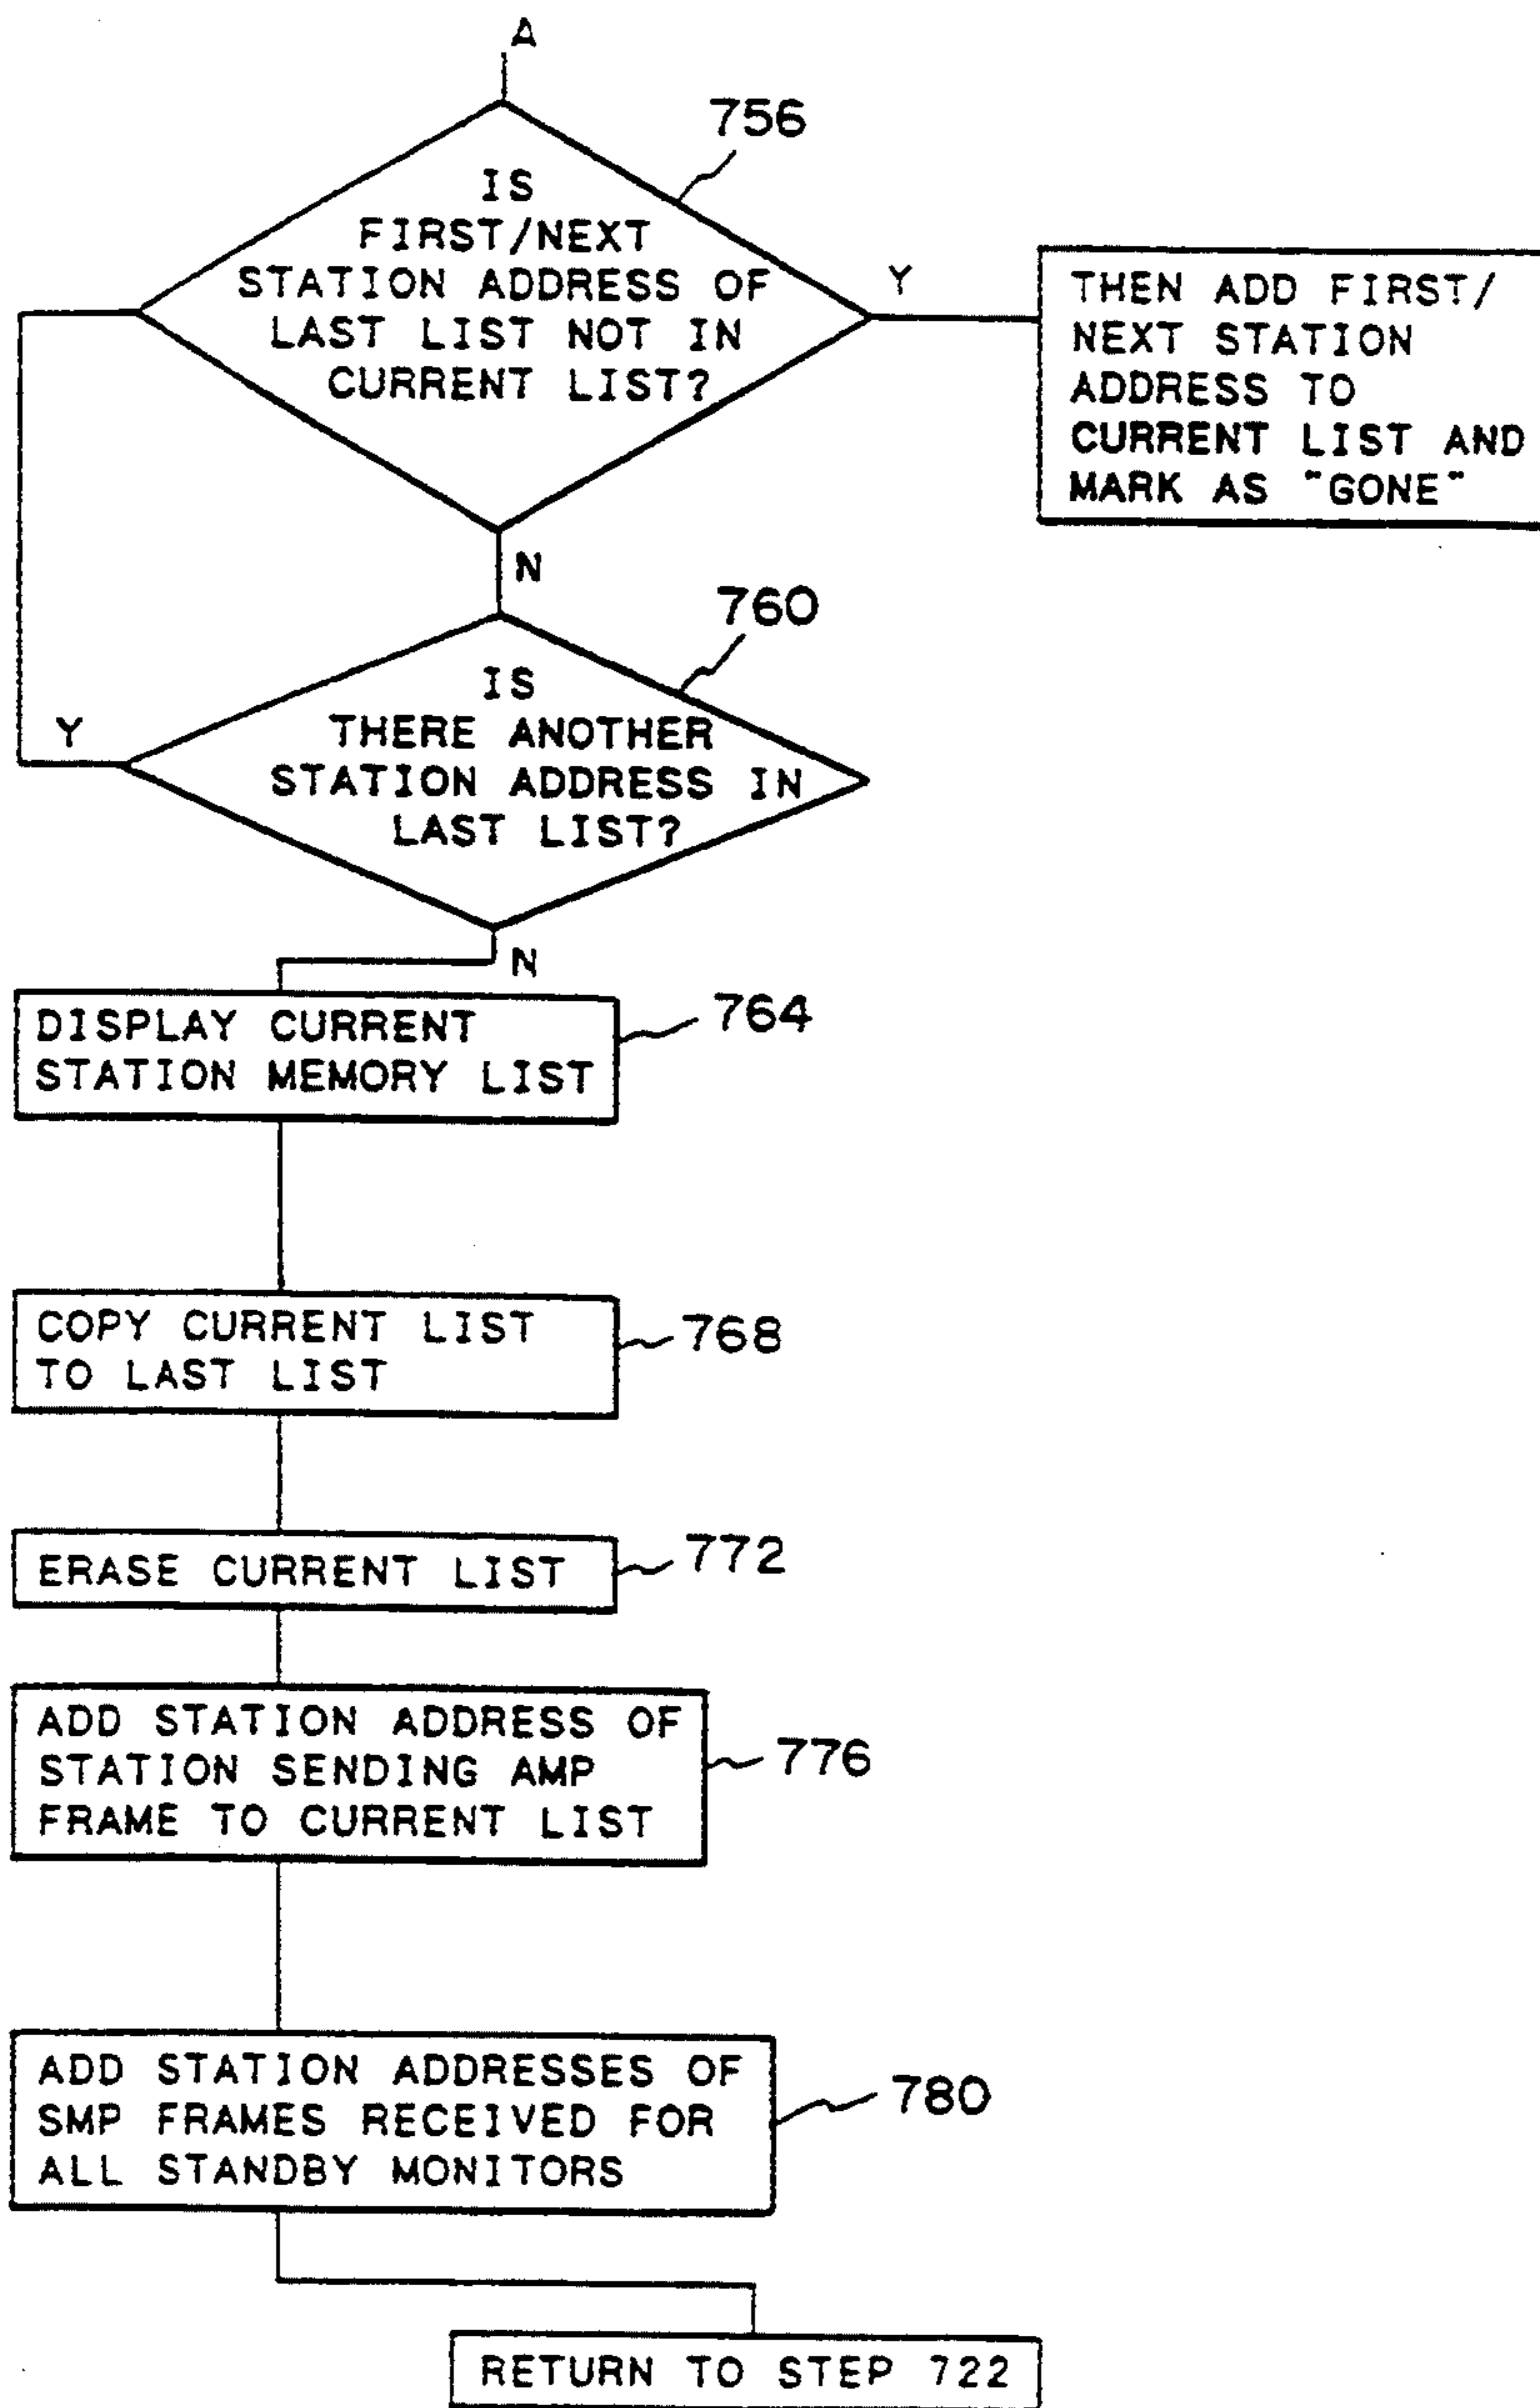 A
756
IS
FIRST/NEXT
STATION ADDRESS OF
LAST LIST NOT IN
CURRENT LIST?
Y
THEN ADD FIRST/
NEXT STATION
ADDRESS TO
CURRENT LIST AND
MARK AS "GONE"
N
760
IS
THERE ANOTHER
STATION ADDRESS IN
LAST LIST?
Y
N
DISPLAY CURRENT
STATION MEMORY LIST
764
COPY CURRENT LIST
TO LAST LIST
768
ERASE CURRENT LIST
772
ADD STATION ADDRESS OF
STATION SENDING AMP
FRAME TO CURRENT LIST
776
ADD STATION ADDRESSES OF
SMP FRAMES RECEIVED FOR
ALL STANDBY MONITORS
780
RETURN TO STEP 722